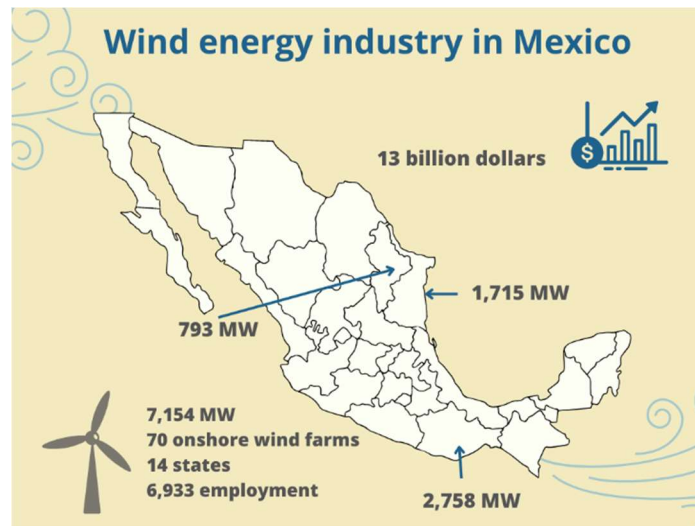 Wind energy industry in Mexico
13 billion dollars
$
1,715 MW
793 MW
7,154 MW
70 onshore wind farms
14 states
6,933 employment
2,758 MW